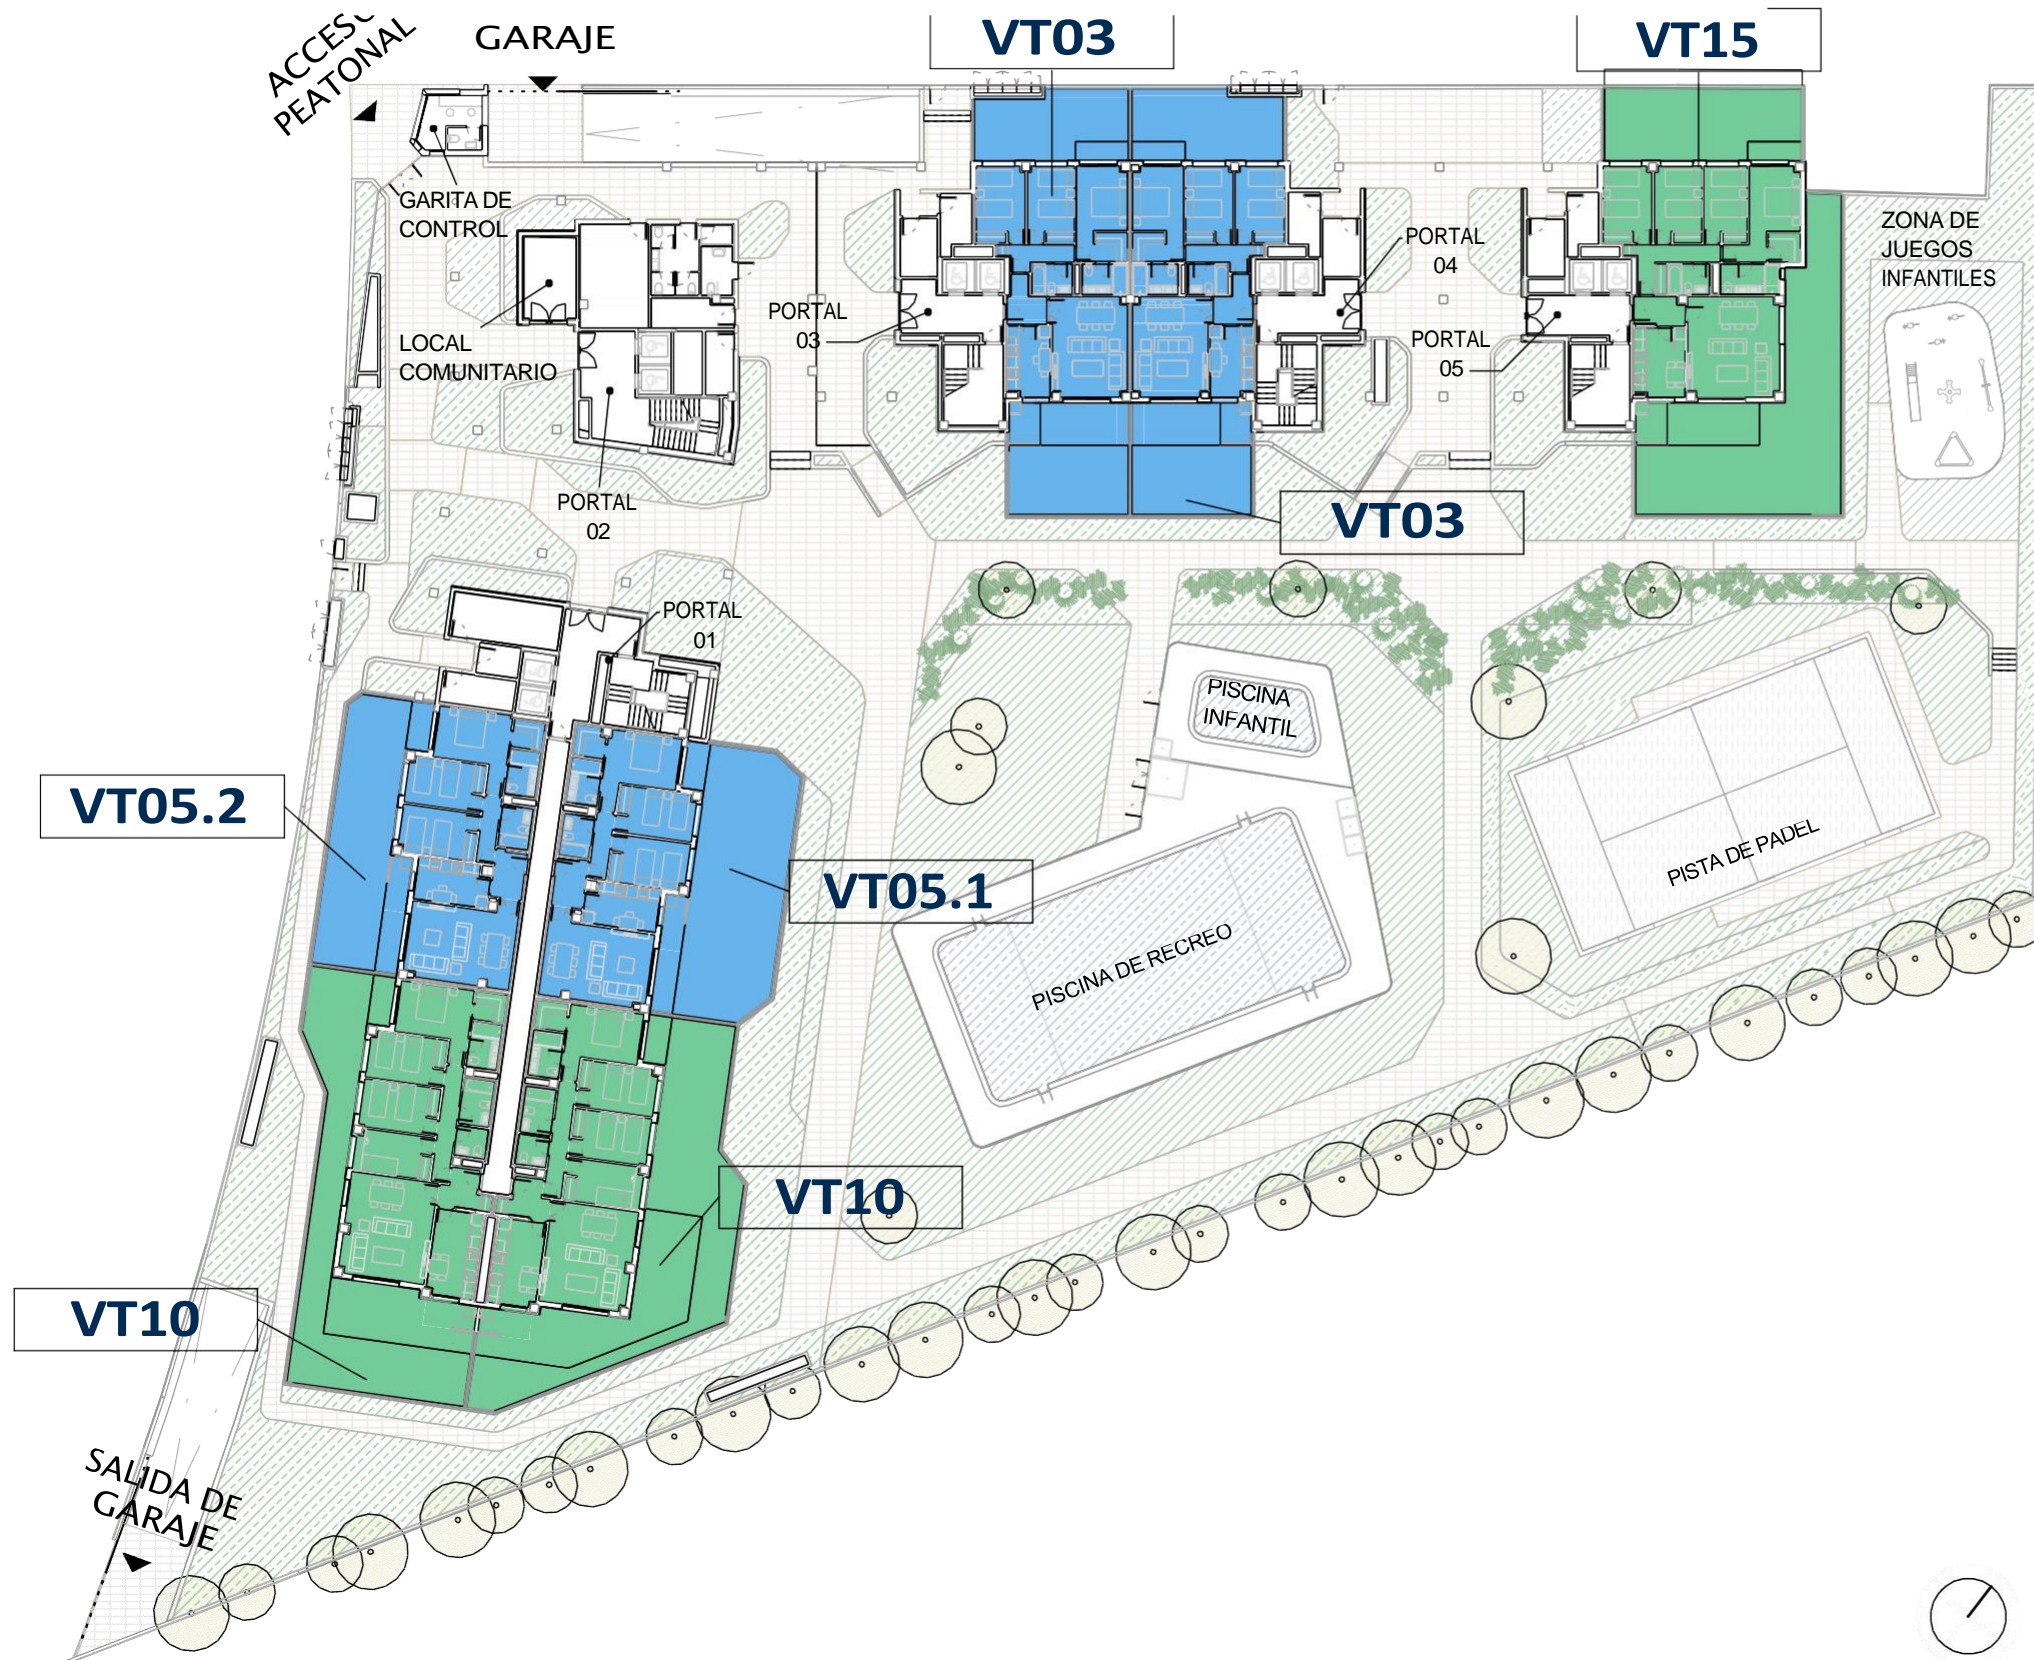 ACCESO
PEATONAL
GARAJE
VT03
VT15
GARITA DE
CONTROL
LOCAL
COMUNITARIO
PORTAL
02
PORTAL
03
PORTAL
04
PORTAL
05
ZONA DE
JUEGOS
INFANTILES
VT03
PORTAL
01
PISCINA
INFANTIL
VT05.2
VT05.1
PISTA DE PADEL
PISCINA DE RECREO
VT10
VT10
SALIDA DE
GARAJE